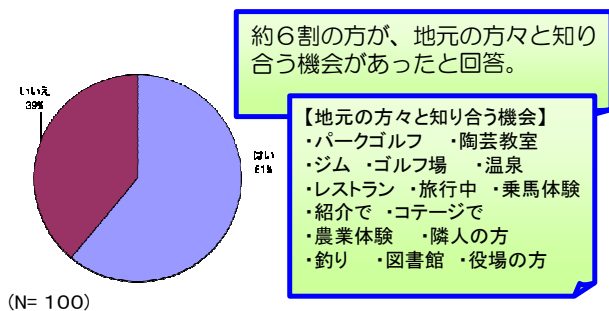 約6割の方が、地元の方々と知り
合う機会があったと回答。
いいえ
39%
はい
61%
【地元の方々と知り合う機会】
・パークゴルフ ・陶芸教室
・ジム ・ゴルフ場 ・温泉
・レストラン ・旅行中 ・乗馬体験
・紹介で ・コテージで
・農業体験 ・隣人の方
・釣り ・図書館 ・役場の方
(N= 100)